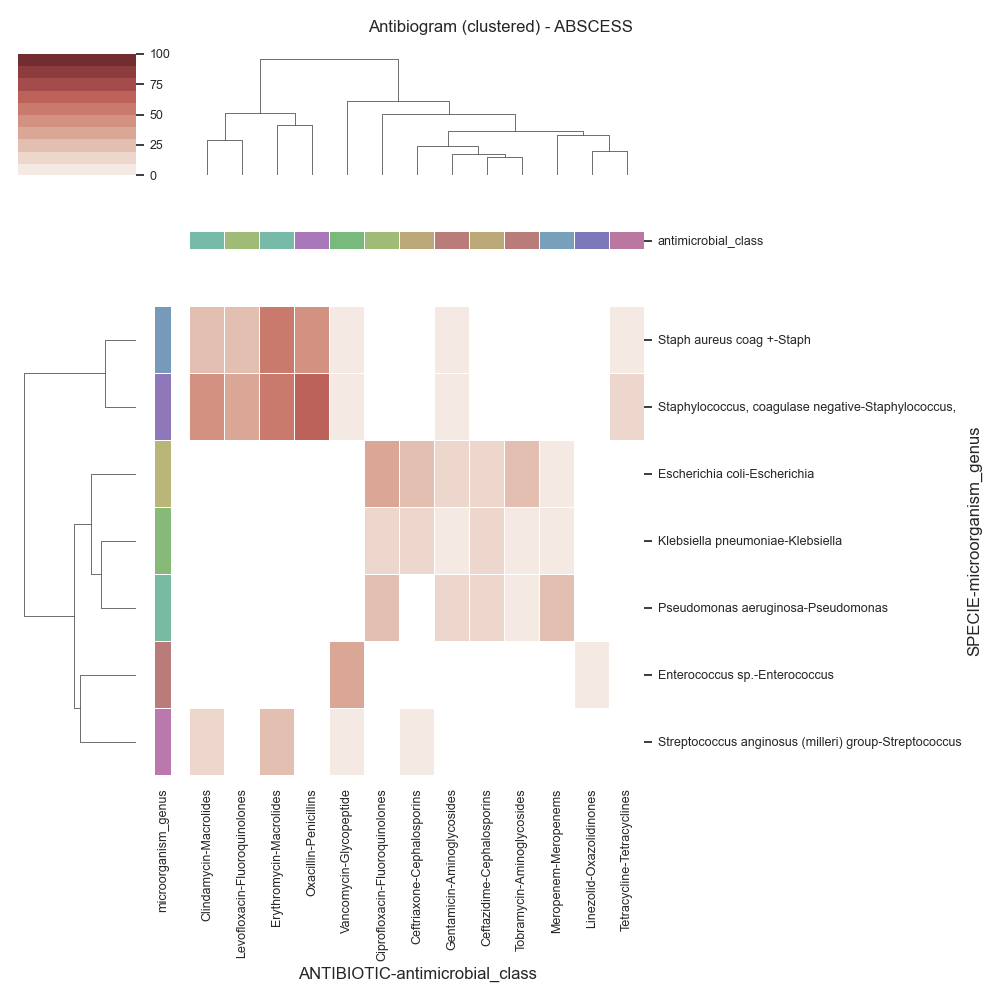 Antibiogram (clustered) - ABSCESS
100
75
50
25
0
antimicrobial_class
Staph aureus coag +-Staph
Staphylococcus, coagulase negative-Staphylococcus,
Escherichia coli-Escherichia
Klebsiella pneumoniae-Klebsiella
Pseudomonas aeruginosa-Pseudomonas
Enterococcus sp.-Enterococcus
Streptococcus anginosus (milleri) group-Streptococcus
SPECIE-microorganism_genus
microorganism_genus
Clindamycin-Macrolides
Levofloxacin-Fluoroquinolones
Erythromycin-Macrolides
Oxacillin-Penicillins
Vancomycin-Glycopeptide
Ciprofloxacin-Fluoroquinolones
Ceftriaxone-Cephalosporins
Gentamicin-Aminoglycosides
Ceftazidime-Cephalosporins
Tobramycin-Aminoglycosides
Meropenem-Meropenems
Linezolid-Oxazolidinones
Tetracycline-Tetracyclines
ANTIBIOTIC-antimicrobial_class